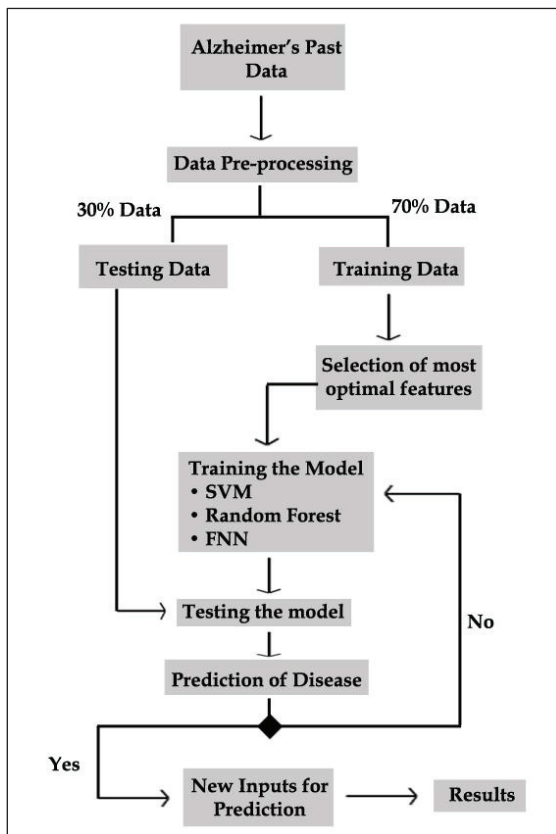 Alzheimer's Past
Data
Data Pre-processing
30% Data
70% Data
Testing Data
Training Data
Selection of most
optimal features
Training the Model
• SVM
• Random Forest
• FNN
Testing the model
No
Prediction of Disease
Yes
New Inputs for
Prediction
Results